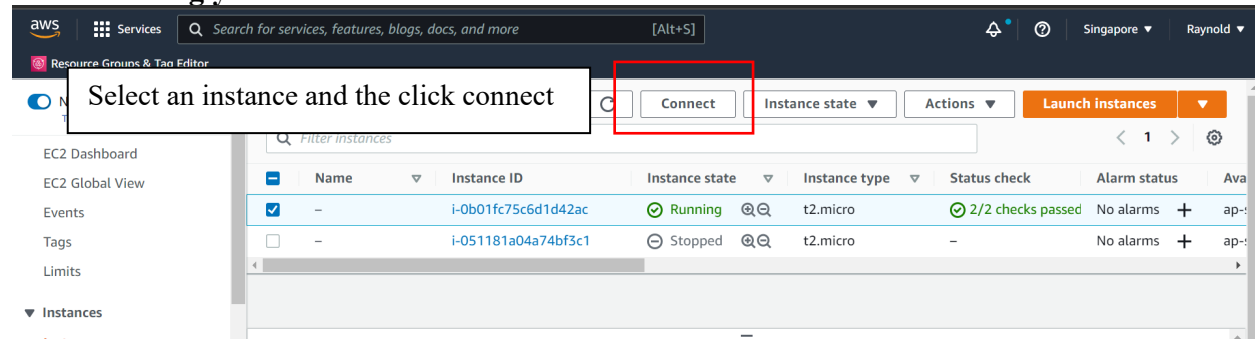 aws Services Search for services, features, blogs, docs, and more [Alt+S] Singapore Raynold
Resource Groups & Tag Editor
Select an instance and the click connect
Connect Instance state Actions Launch instances
Filter instances 1
EC2 Dashboard
EC2 Global View
Name Instance ID Instance state Instance type Status check Alarm status Ava
Events
– i-0b01fc75c6d1d42ac Running t2.micro 2/2 checks passed No alarms + ap-s
Tags
– i-051181a04a74bf3c1 Stopped t2.micro – No alarms + ap-s
Limits
Instances